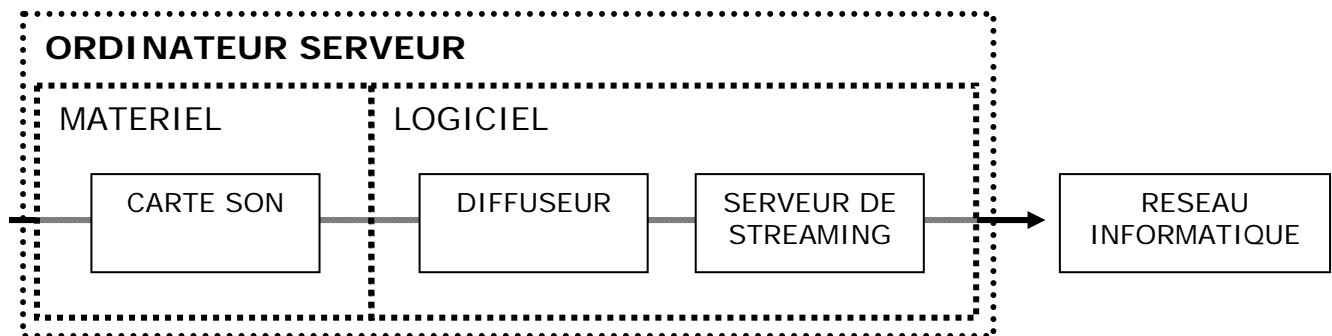 ORDINATEUR SERVEUR
MATERIEL
LOGICIEL
CARTE SON
DIFFUSEUR
SERVEUR DE
STREAMING
RESEAU
INFORMATIQUE